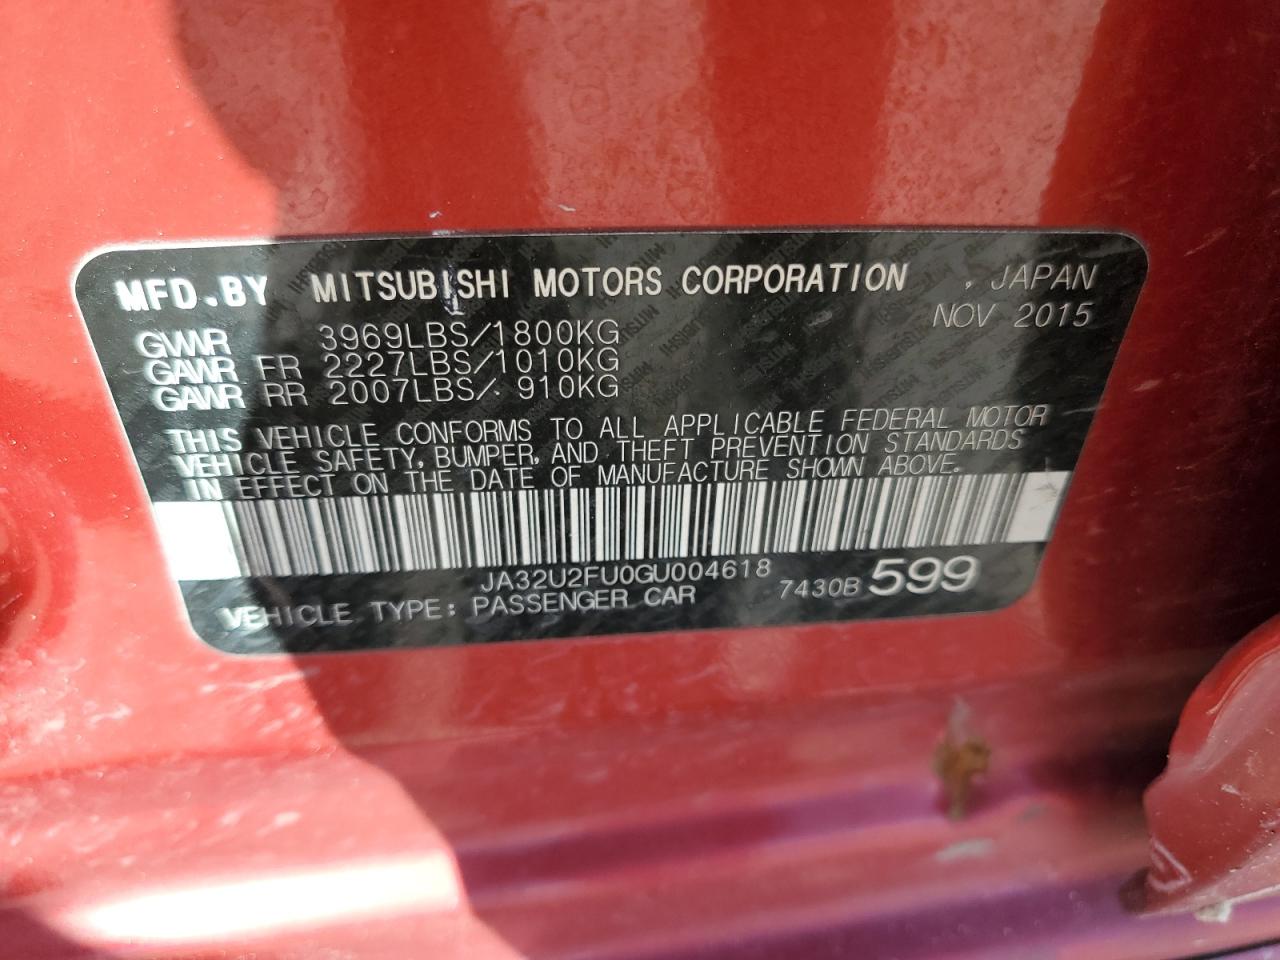 MFD.BY MITSUBISHI MOTORS CORPORATION , JAPAN
NOV 2015
GVWR 3969LBS/1800KG
GAWR FR 2227LBS/1010KG
GAWR RR 2007LBS/ 910KG
THIS VEHICLE CONFORMS TO ALL APPLICABLE FEDERAL MOTOR
VEHICLE SAFETY, BUMPER, AND THEFT PREVENTION STANDARDS
IN EFFECT ON THE DATE OF MANUFACTURE SHOWN ABOVE.
JA32U2FU0GU004618
VEHICLE TYPE: PASSENGER CAR 7430B 599